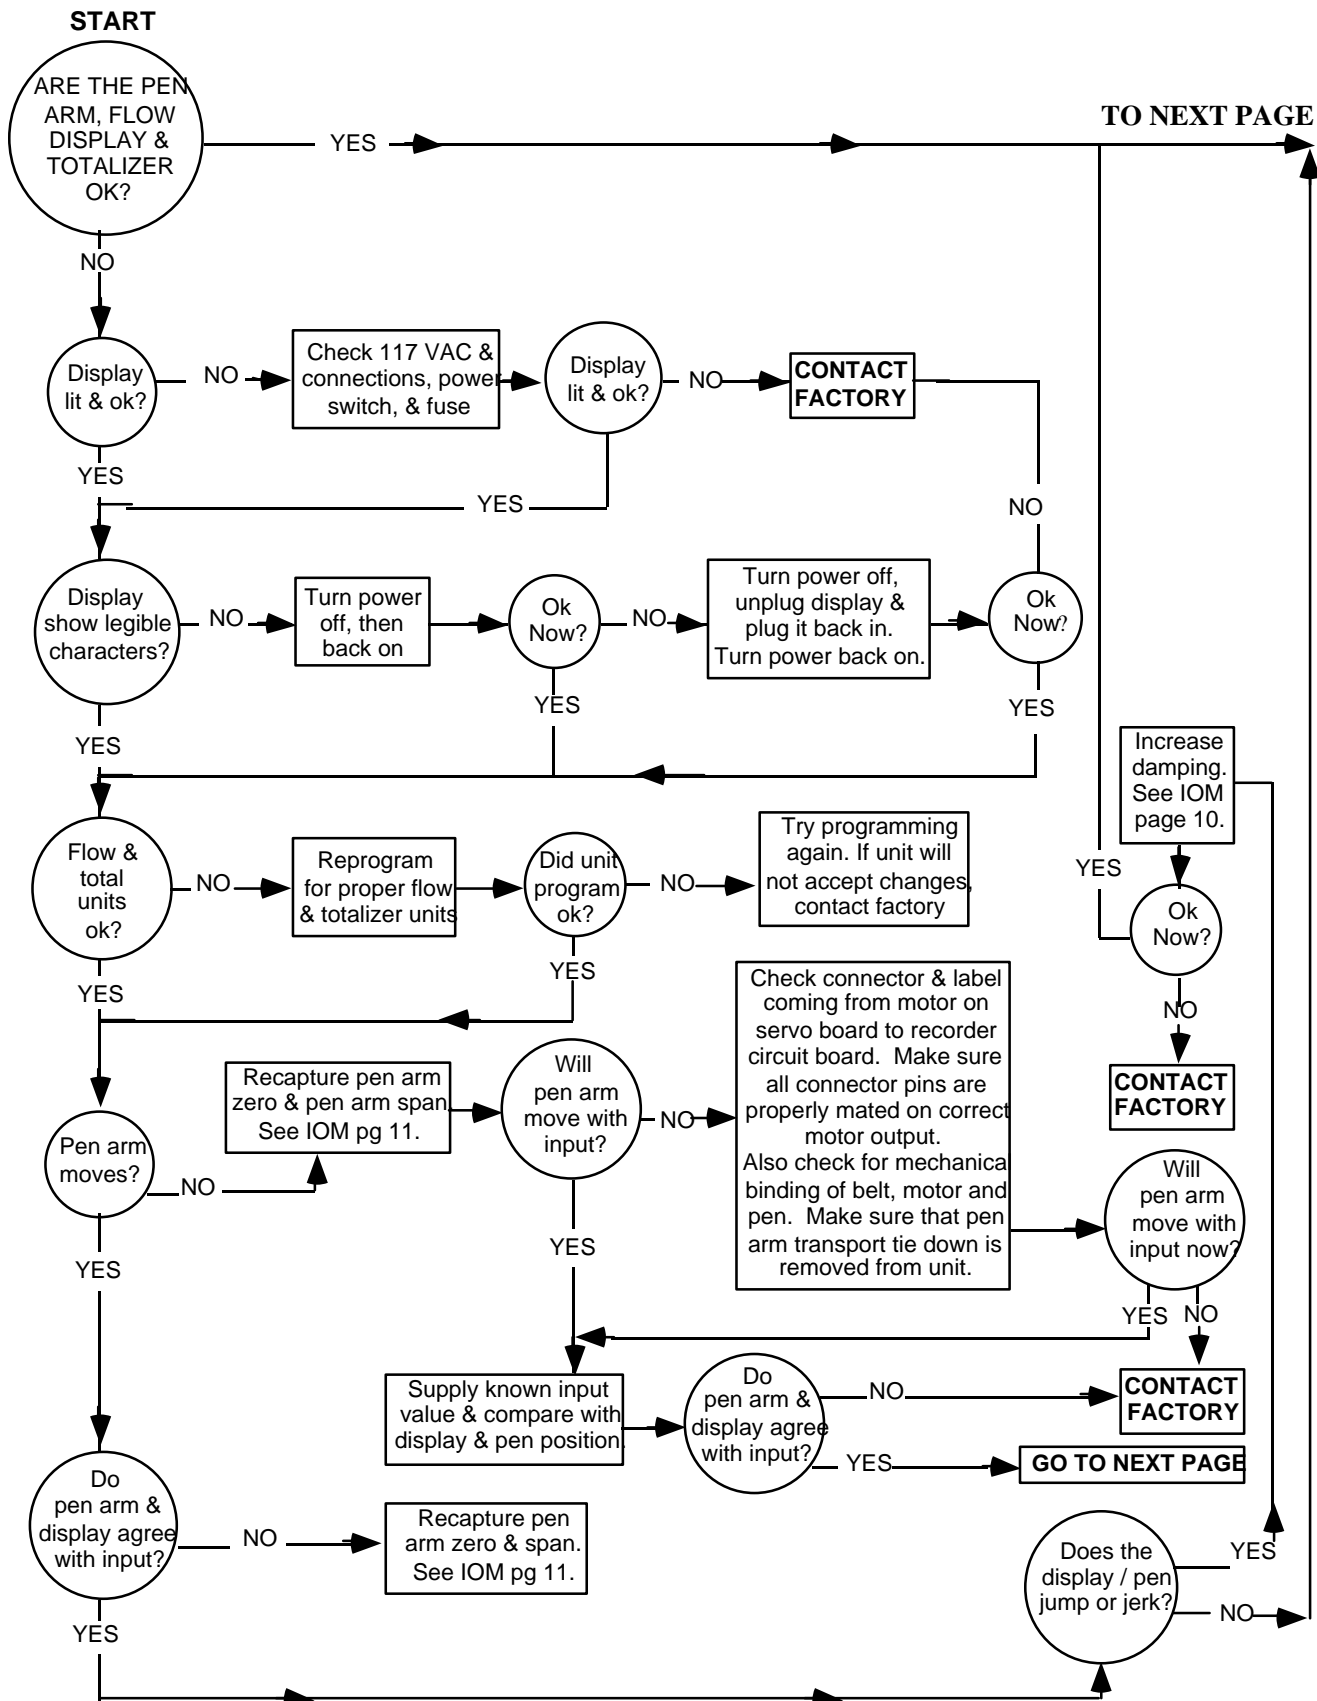 START
ARE THE PEN
ARM, FLOW
DISPLAY &
TOTALIZER
OK?
YES
TO NEXT PAGE
NO
Display
lit & ok?
NO
Check 117 VAC &
connections, power
switch, & fuse
Display
lit & ok?
NO
CONTACT
FACTORY
YES
YES
NO
Display
show legible
characters?
NO
Turn power
off, then
back on
Ok
Now?
NO
Turn power off,
unplug display &
plug it back in.
Turn power back on.
Ok
Now?
YES
YES
YES
Increase
damping.
See IOM
page 10.
Flow &
total
units
ok?
NO
Reprogram
for proper flow
& totalizer units
Did unit
program
ok?
NO
Try programming
again. If unit will
not accept changes,
contact factory
YES
Ok
Now?
YES
YES
NO
CONTACT
FACTORY
Pen arm
moves?
NO
Recapture pen arm
zero & pen arm span.
See IOM pg 11.
Will
pen arm
move with
input?
NO
Check connector & label
coming from motor on
servo board to recorder
circuit board. Make sure
all connector pins are
properly mated on correct
motor output.
Also check for mechanical
binding of belt, motor and
pen. Make sure that pen
arm transport tie down is
removed from unit.
Will
pen arm
move with
input now?
YES
YES
YES
NO
Supply known input
value & compare with
display & pen position.
Do
pen arm &
display agree
with input?
NO
CONTACT
FACTORY
YES
GO TO NEXT PAGE
Do
pen arm &
display agree
with input?
NO
Recapture pen
arm zero & span.
See IOM pg 11.
Does the
display / pen
jump or jerk?
YES
NO
YES